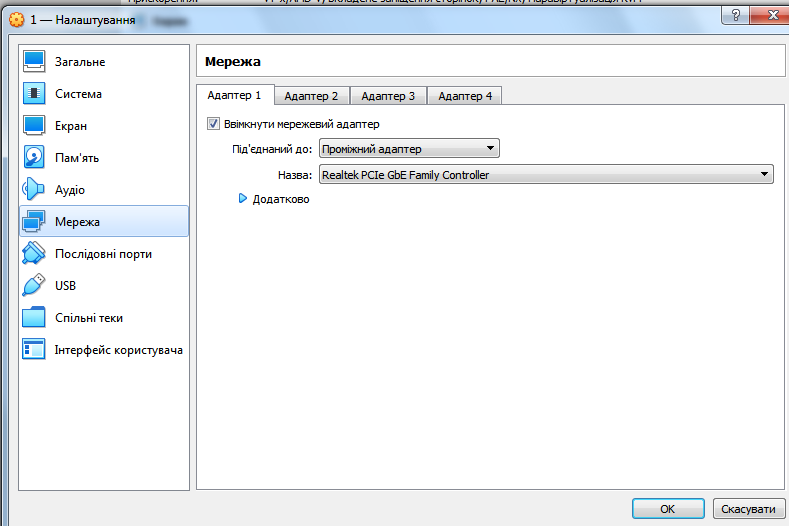 1 — Налаштування
Загальне
Система
Екран
Пам'ять
Аудіо
Мережа
Послідовні порти
USB
Спільні теки
Інтерфейс користувача
Мережа
Адаптер 1 Адаптер 2 Адаптер 3 Адаптер 4
Ввімкнути мережевий адаптер
Під'єднаний до: Проміжний адаптер
Назва: Realtek PCIe GbE Family Controller
Додатково
OK Скасувати